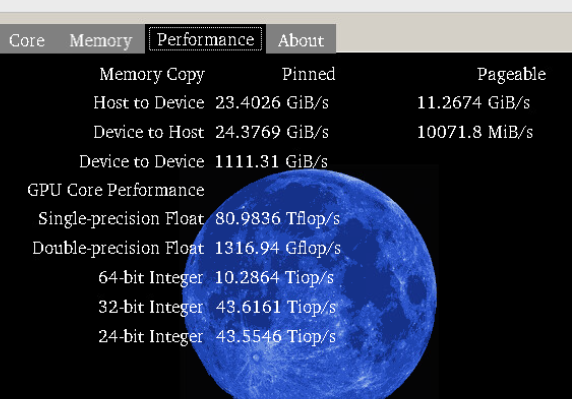 Core Memory Performance About
Memory Copy Pinned Pageable
Host to Device 23.4026 GiB/s 11.2674 GiB/s
Device to Host 24.3769 GiB/s 10071.8 MiB/s
Device to Device 1111.31 GiB/s
GPU Core Performance
Single-precision Float 80.9836 Tflop/s
Double-precision Float 1316.94 Gflop/s
64-bit Integer 10.2864 Tiop/s
32-bit Integer 43.6161 Tiop/s
24-bit Integer 43.5546 Tiop/s